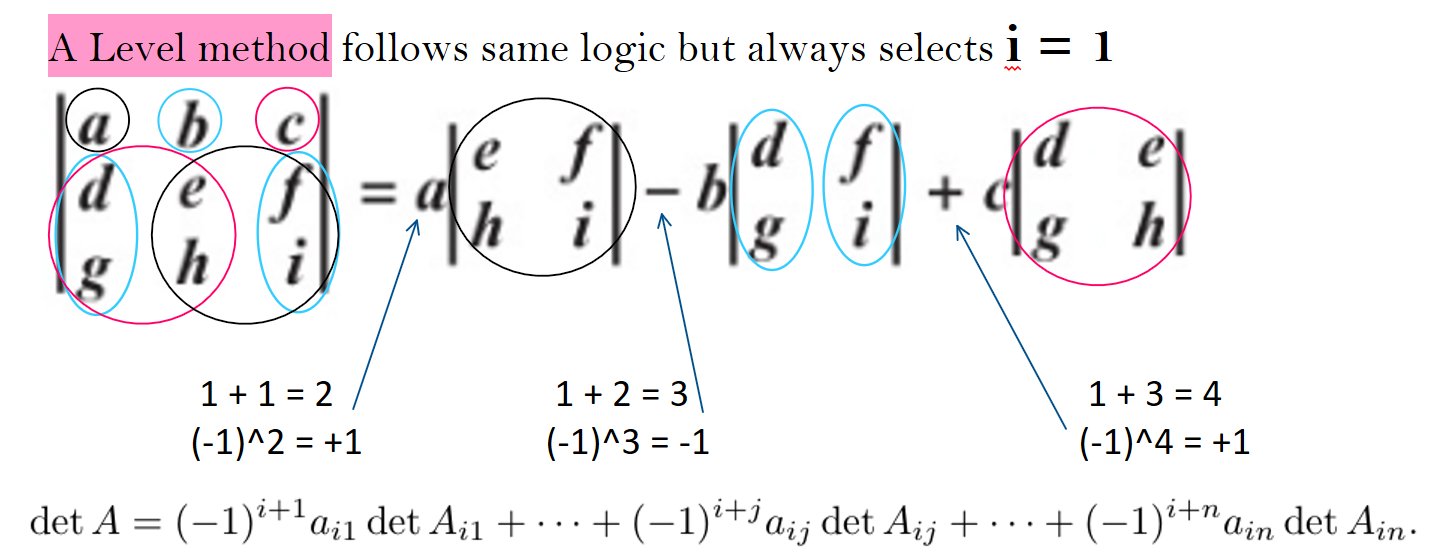 A Level method follows same logic but always selects i = 1
|a b c|
|d e f| = a|e f| − b|d f| + c|d e|
|g h i| |h i| |g i| |g h|
1 + 1 = 2 1 + 2 = 3 1 + 3 = 4
(-1)^2 = +1 (-1)^3 = -1 (-1)^4 = +1
det A = (−1)^{i+1} a_{i1} det A_{i1} + ⋯ + (−1)^{i+j} a_{ij} det A_{ij} + ⋯ + (−1)^{i+n} a_{in} det A_{in}.